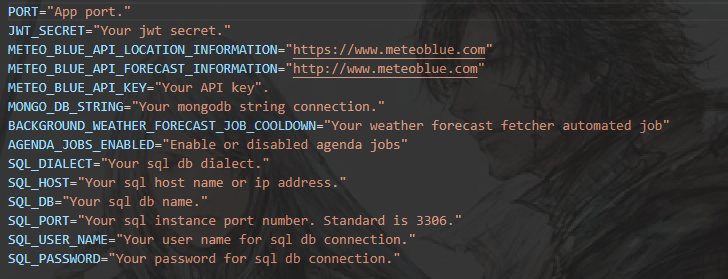 PORT="App port."
JWT_SECRET="Your jwt secret."
METEO_BLUE_API_LOCATION_INFORMATION="https://www.meteoblue.com"
METEO_BLUE_API_FORECAST_INFORMATION="http://www.meteoblue.com"
METEO_BLUE_API_KEY="Your API key".
MONGO_DB_STRING="Your mongodb string connection."
BACKGROUND_WEATHER_FORECAST_JOB_COOLDOWN="Your weather forecast fetcher automated job"
AGENDA_JOBS_ENABLED="Enable or disabled agenda jobs"
SQL_DIALECT="Your sql db dialect."
SQL_HOST="Your sql host name or ip address."
SQL_DB="Your sql db name."
SQL_PORT="Your sql instance port number. Standard is 3306."
SQL_USER_NAME="Your user name for sql db connection."
SQL_PASSWORD="Your password for sql db connection."